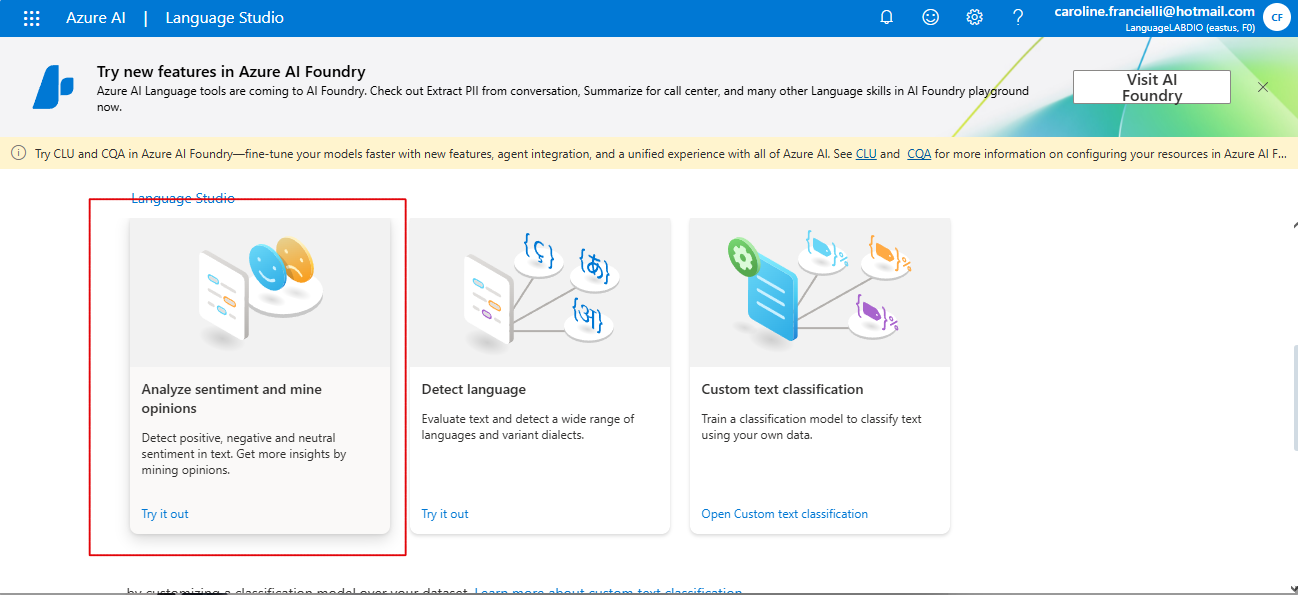 Azure AI | Language Studio
caroline.francielli@hotmail.com
LanguageLABDIO (eastus, F0)
CF
Try new features in Azure AI Foundry
Azure AI Language tools are coming to AI Foundry. Check out Extract PII from conversation, Summarize for call center, and many other Language skills in AI Foundry playground
now.
Visit AI
Foundry
Try CLU and CQA in Azure AI Foundry—fine-tune your models faster with new features, agent integration, and a unified experience with all of Azure AI. See CLU and CQA for more information on configuring your resources in Azure AI F...
Language Studio
{ç}
{あ}
{अ}
Analyze sentiment and mine
opinions
Detect positive, negative and neutral
sentiment in text. Get more insights by
mining opinions.
Try it out
Detect language
Evaluate text and detect a wide range of
languages and variant dialects.
Try it out
Custom text classification
Train a classification model to classify text
using your own data.
Open Custom text classification
by customizing a classification model over your dataset. Learn more about custom text classification